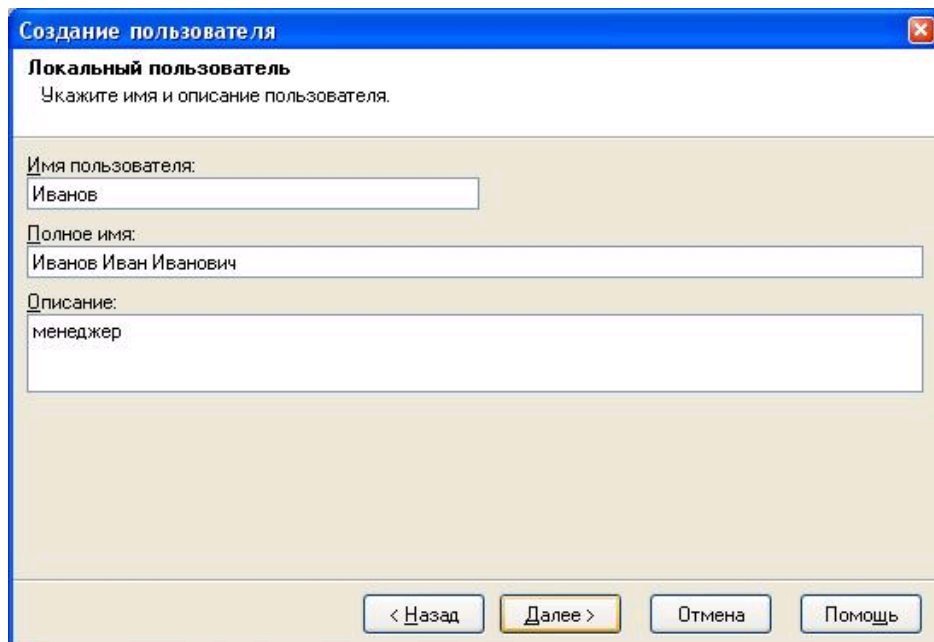 Создание пользователя
Локальный пользователь
Укажите имя и описание пользователя.
Имя пользователя:
Иванов
Полное имя:
Иванов Иван Иванович
Описание:
менеджер
< Назад Далее > Отмена Помощь